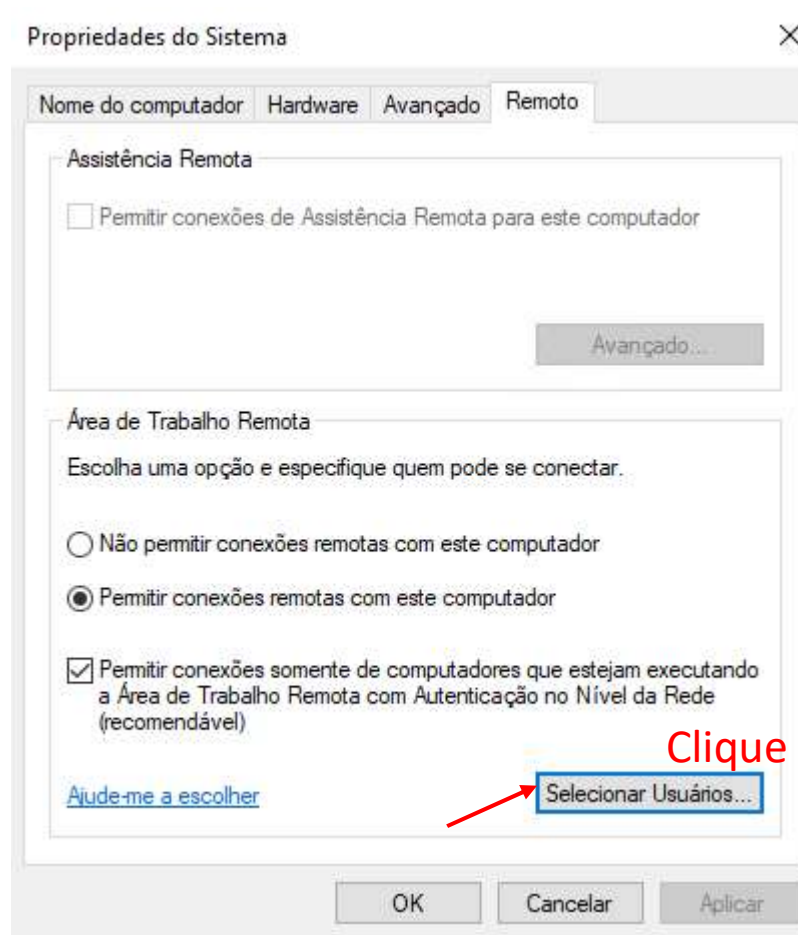 Propriedades do Sistema
Nome do computador Hardware Avançado Remoto
Assistência Remota
Permitir conexões de Assistência Remota para este computador
Avançado...
Área de Trabalho Remota
Escolha uma opção e especifique quem pode se conectar.
Não permitir conexões remotas com este computador
Permitir conexões remotas com este computador
Permitir conexões somente de computadores que estejam executando
a Área de Trabalho Remota com Autenticação no Nível da Rede
(recomendável)
Clique
Ajude-me a escolher Selecionar Usuários...
OK Cancelar Aplicar